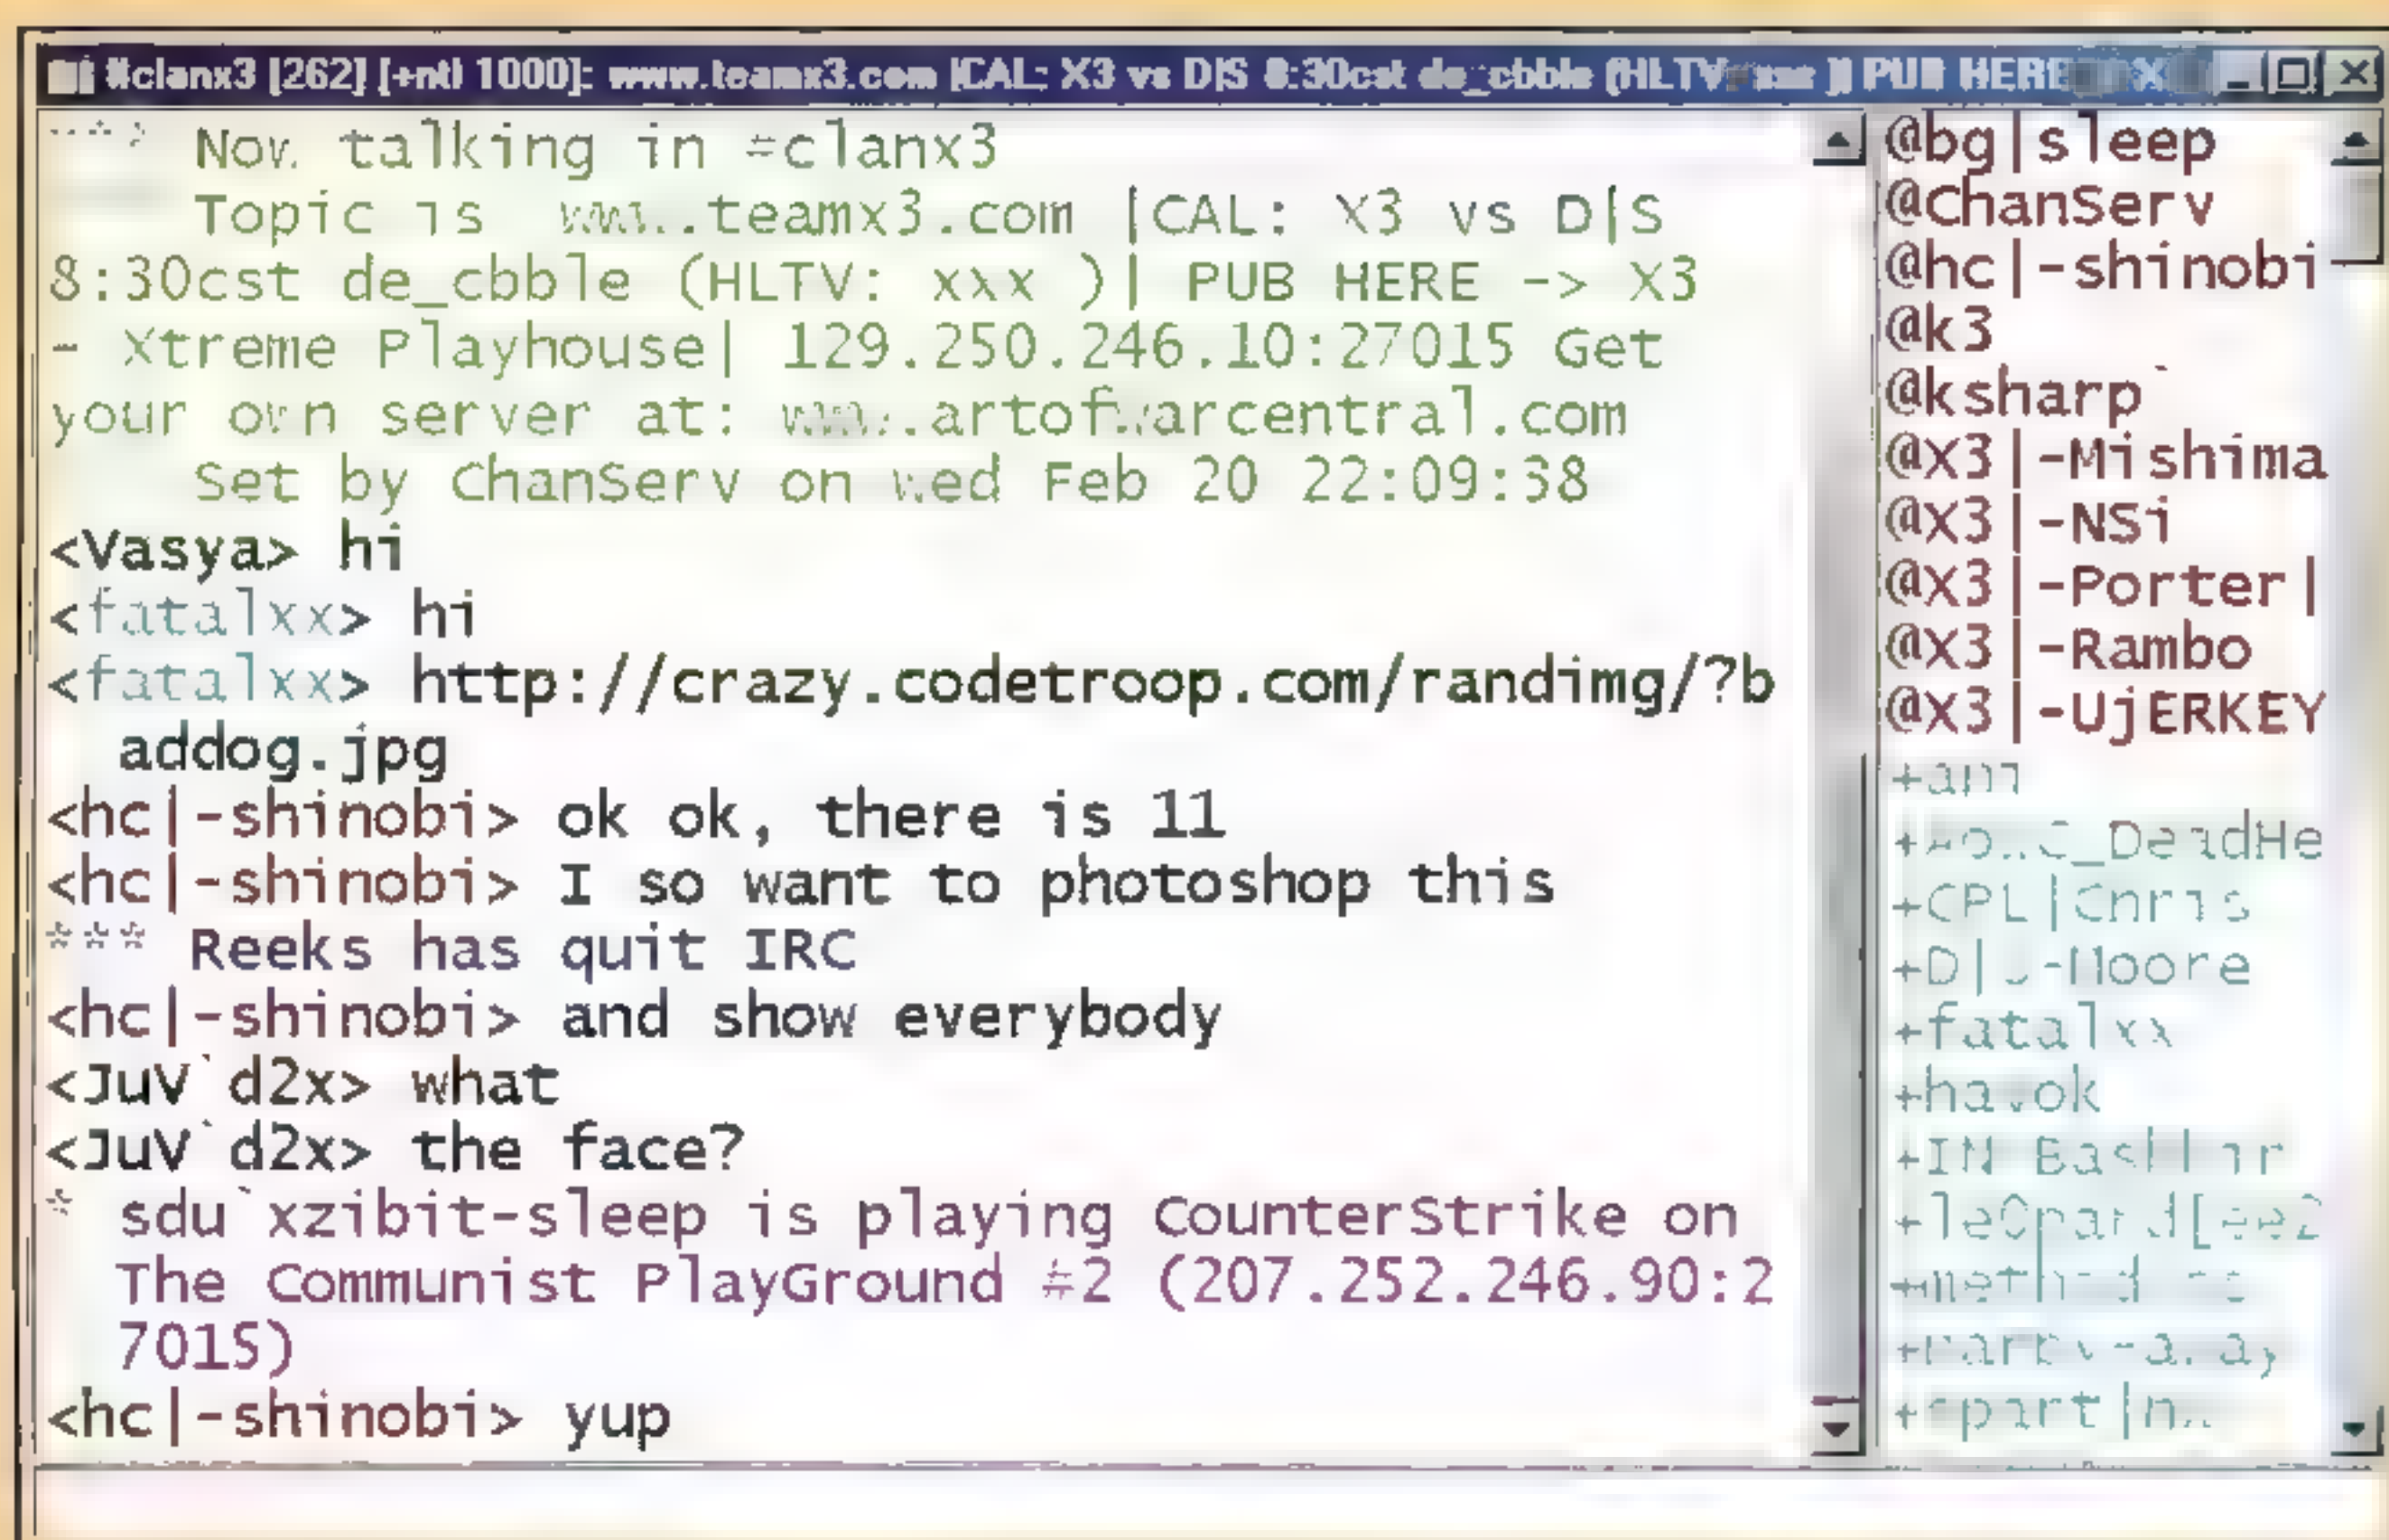 #clanx3 [262] [+ntl 1000]: www.teamx3.com |CAL: X3 vs D|S 8:30cst de_cbble (HLTV: xxx )| PUB HERE
*** Now talking in #clanx3
Topic is www.teamx3.com |CAL: X3 vs D|S
8:30cst de_cbble (HLTV: xxx )| PUB HERE -> X3
- Xtreme Playhouse| 129.250.246.10:27015 Get
your own server at: www.artofwarcentral.com
Set by ChanServ on Wed Feb 20 22:09:38
<Vasya> hi
<fatalxx> hi
<fatalxx> http://crazy.codetroop.com/randimg/?b
addog.jpg
<hc|-shinobi> ok ok, there is 11
<hc|-shinobi> I so want to photoshop this
*** Reeks has quit IRC
<hc|-shinobi> and show everybody
<JuV`d2x> what
<JuV`d2x> the face?
* sdu`xzibit-sleep is playing CounterStrike on
The Communist PlayGround #2 (207.252.246.90:2
7015)
<hc|-shinobi> yup
@bg|sleep
@ChanServ
@hc|-shinobi
@k3
@ksharp`
@X3|-Mishima
@X3|-NSi
@X3|-Porter|
@X3|-Rambo
@X3|-UjERKEY
+CPL|Chris
+fatalxx
+havok